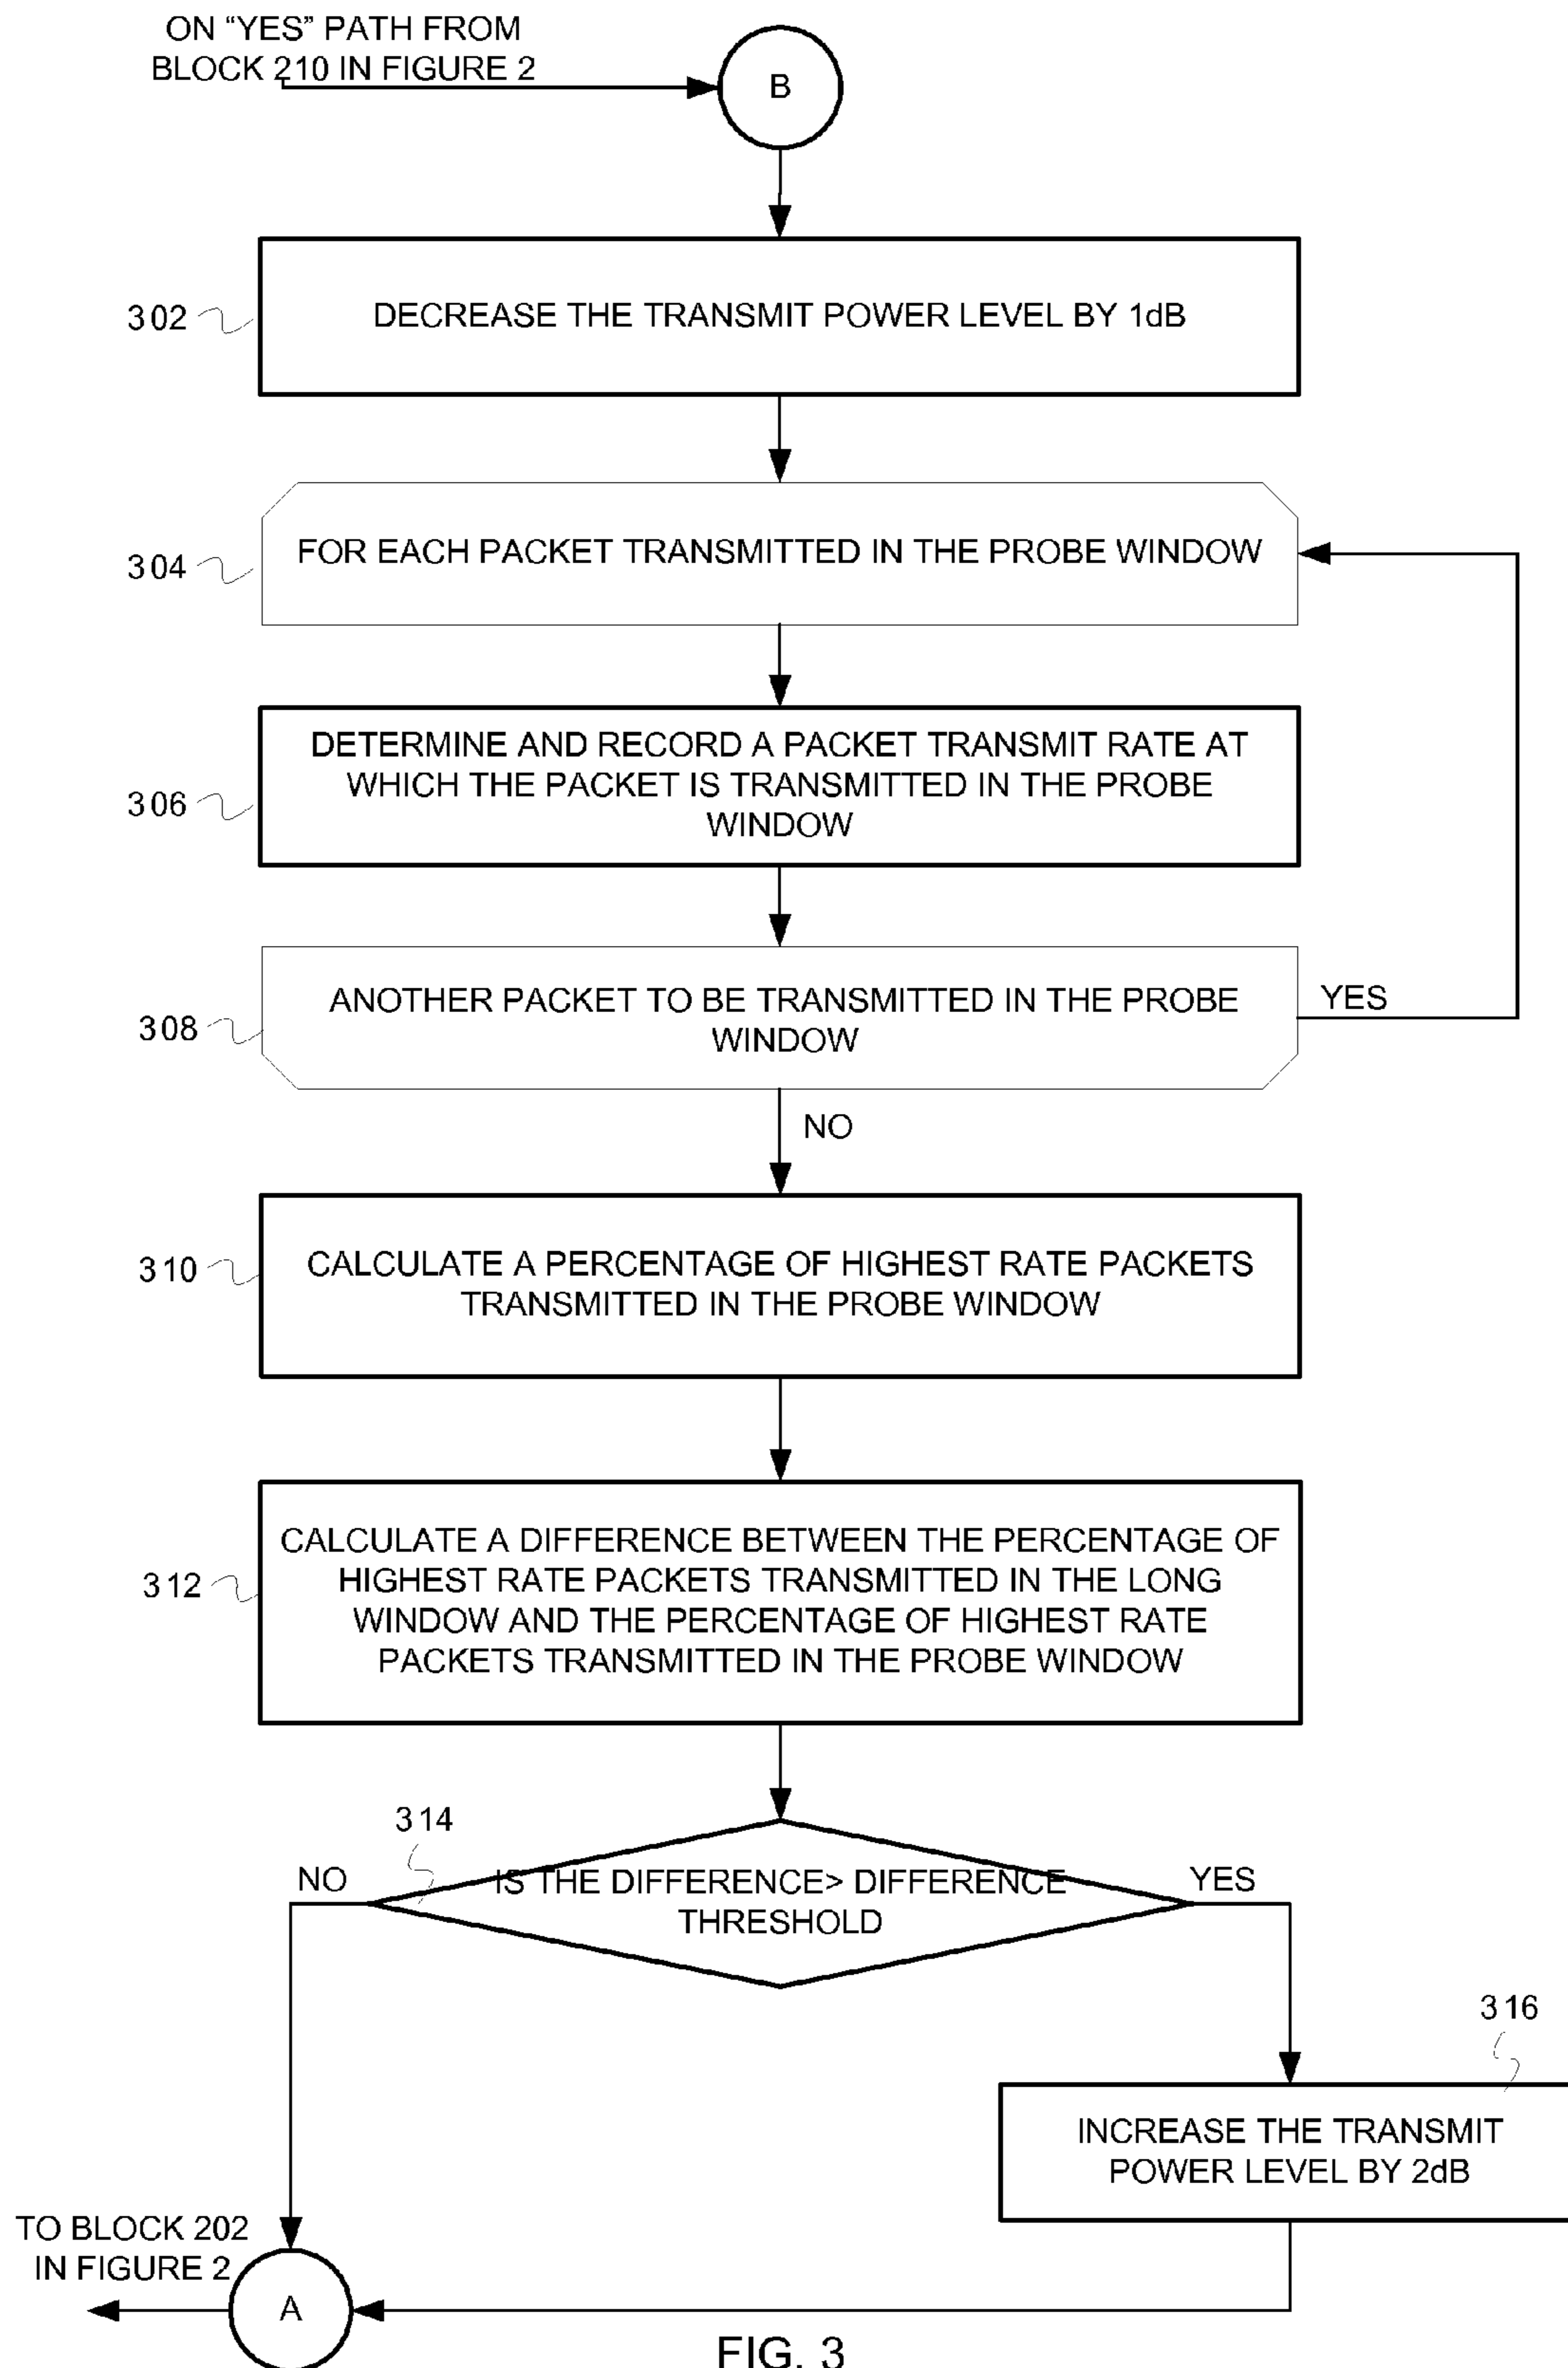 ON “YES” PATH FROM
BLOCK 210 IN FIGURE 2
B
302
DECREASE THE TRANSMIT POWER LEVEL BY 1dB
304
FOR EACH PACKET TRANSMITTED IN THE PROBE WINDOW
306
DETERMINE AND RECORD A PACKET TRANSMIT RATE AT
WHICH THE PACKET IS TRANSMITTED IN THE PROBE
WINDOW
308
ANOTHER PACKET TO BE TRANSMITTED IN THE PROBE
WINDOW
YES
NO
310
CALCULATE A PERCENTAGE OF HIGHEST RATE PACKETS
TRANSMITTED IN THE PROBE WINDOW
312
CALCULATE A DIFFERENCE BETWEEN THE PERCENTAGE OF
HIGHEST RATE PACKETS TRANSMITTED IN THE LONG
WINDOW AND THE PERCENTAGE OF HIGHEST RATE
PACKETS TRANSMITTED IN THE PROBE WINDOW
314
NO
IS THE DIFFERENCE> DIFFERENCE
THRESHOLD
YES
316
INCREASE THE TRANSMIT
POWER LEVEL BY 2dB
TO BLOCK 202
IN FIGURE 2
A
FIG. 3